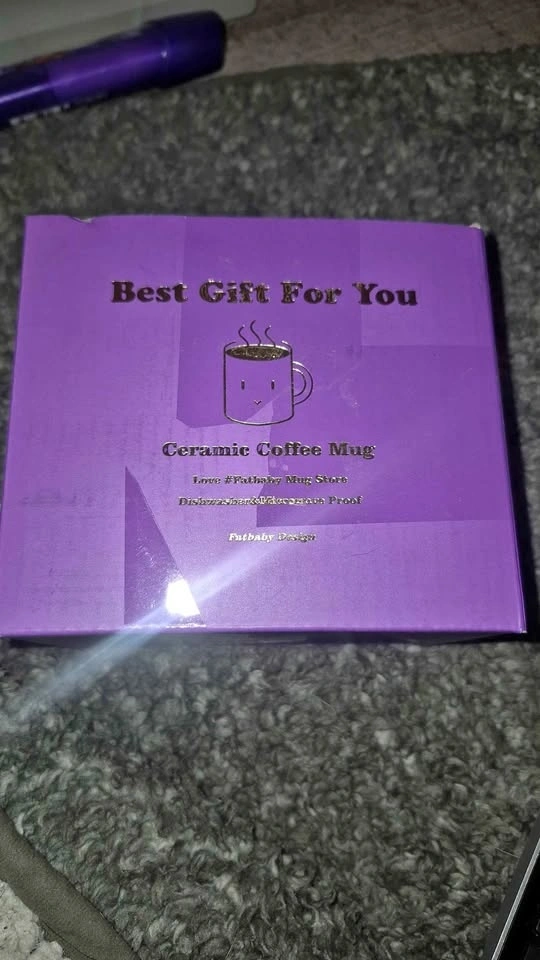 Best Gift For You
Ceramic Coffee Mug
Love #Fatbaby Mug Store
Dishwasher&Microwave Proof
Fatbaby Design